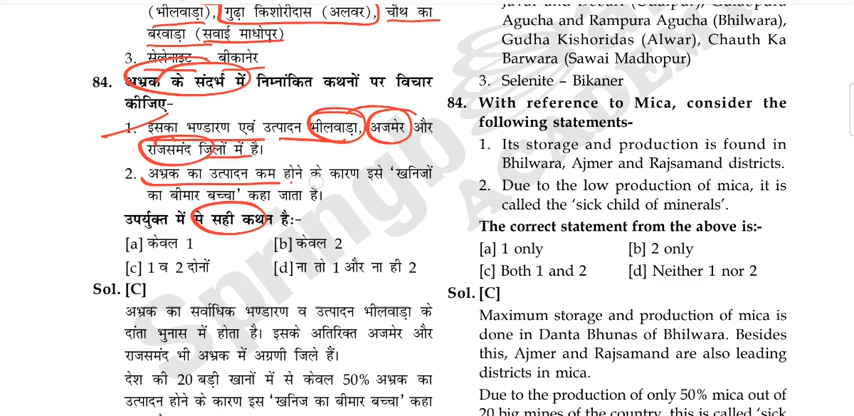 (भीलवाड़ा), गुढ़ा किशोरीदास (अलवर), चौथ का
बरवाड़ा (सवाई माधोपुर)
3. सेलेनाइट - बीकानेर
84. अभ्रक के संदर्भ में निम्नांकित कथनों पर विचार
कीजिए-
1. इसका भण्डारण एवं उत्पादन भीलवाड़ा, अजमेर और
राजसमंद जिलों में है।
2. अभ्रक का उत्पादन कम होने के कारण इसे 'खनिजों
का बीमार बच्चा' कहा जाता है।
उपर्युक्त में से सही कथन है:-
[a] केवल 1 [b] केवल 2
[c] 1 व 2 दोनों [d] ना तो 1 और ना ही 2
Sol. [C]
अभ्रक का सर्वाधिक भण्डारण व उत्पादन भीलवाड़ा के
दांता भुनास में होता है। इसके अतिरिक्त अजमेर और
राजसमंद भी अभ्रक में अग्रणी जिले हैं।
देश की 20 बड़ी खानों में से केवल 50% अभ्रक का
उत्पादन होने के कारण इस 'खनिज का बीमार बच्चा' कहा
Agucha and Rampura Agucha (Bhilwara),
Gudha Kishoridas (Alwar), Chauth Ka
Barwara (Sawai Madhopur)
3. Selenite – Bikaner
84. With reference to Mica, consider the
following statements-
1. Its storage and production is found in
Bhilwara, Ajmer and Rajsamand districts.
2. Due to the low production of mica, it is
called the 'sick child of minerals'.
The correct statement from the above is:-
[a] 1 only [b] 2 only
[c] Both 1 and 2 [d] Neither 1 nor 2
Sol. [C]
Maximum storage and production of mica is
done in Danta Bhunas of Bhilwara. Besides
this, Ajmer and Rajsamand are also leading
districts in mica.
Due to the production of only 50% mica out of
20 big mines of the country, this is called 'sick
Springb
ACADEMY